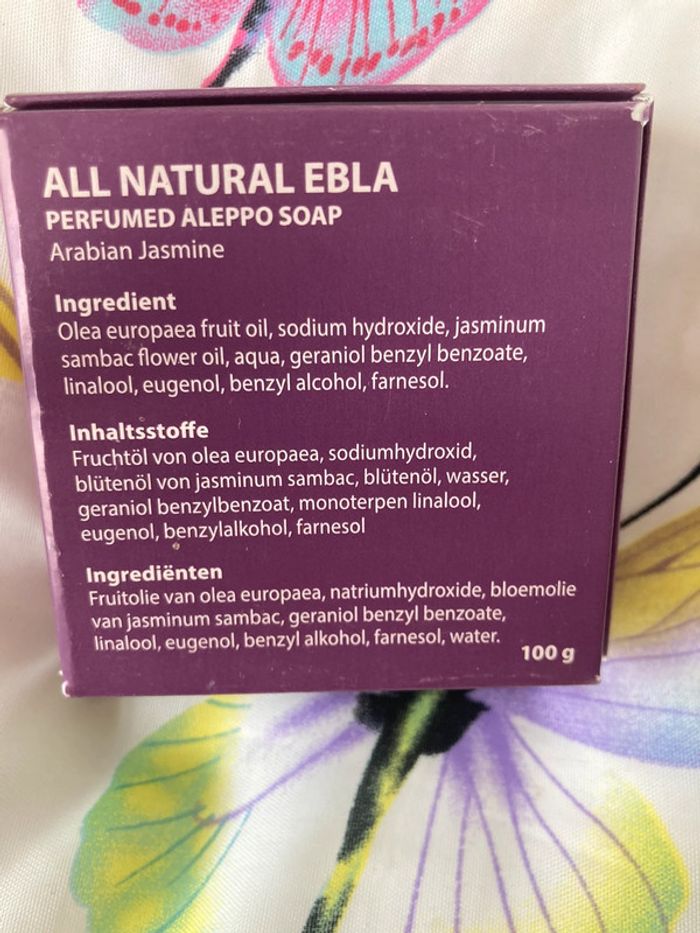 ALL NATURAL EBLA
PERFUMED ALEPPO SOAP
Arabian Jasmine
Ingredient
Olea europaea fruit oil, sodium hydroxide, jasminum
sambac flower oil, aqua, geraniol benzyl benzoate,
linalool, eugenol, benzyl alcohol, farnesol.
Inhaltsstoffe
Fruchtöl von olea europaea, sodiumhydroxid,
blütenöl von jasminum sambac, blütenöl, wasser,
geraniol benzylbenzoat, monoterpen linalool,
eugenol, benzylalkohol, farnesol
Ingrediënten
Fruitolie van olea europaea, natriumhydroxide, bloemolie
van jasminum sambac, geraniol benzyl benzoate,
linalool, eugenol, benzyl alkohol, farnesol, water.
100 g